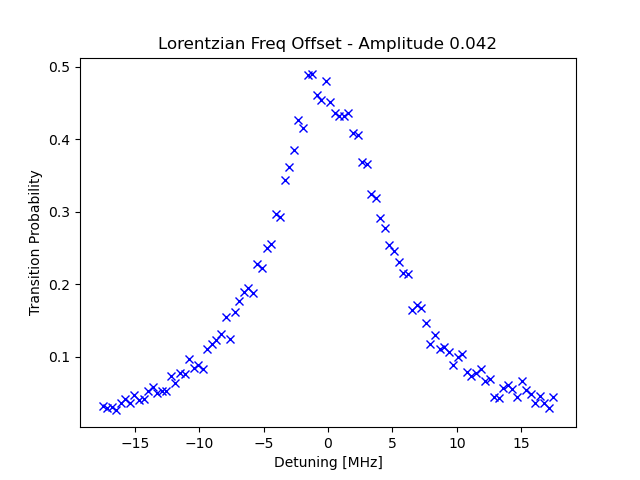 Lorentzian Freq Offset - Amplitude 0.042
0.5
0.4
0.3
0.2
0.1
Transition Probability
−15 −10 −5 0 5 10 15
Detuning [MHz]